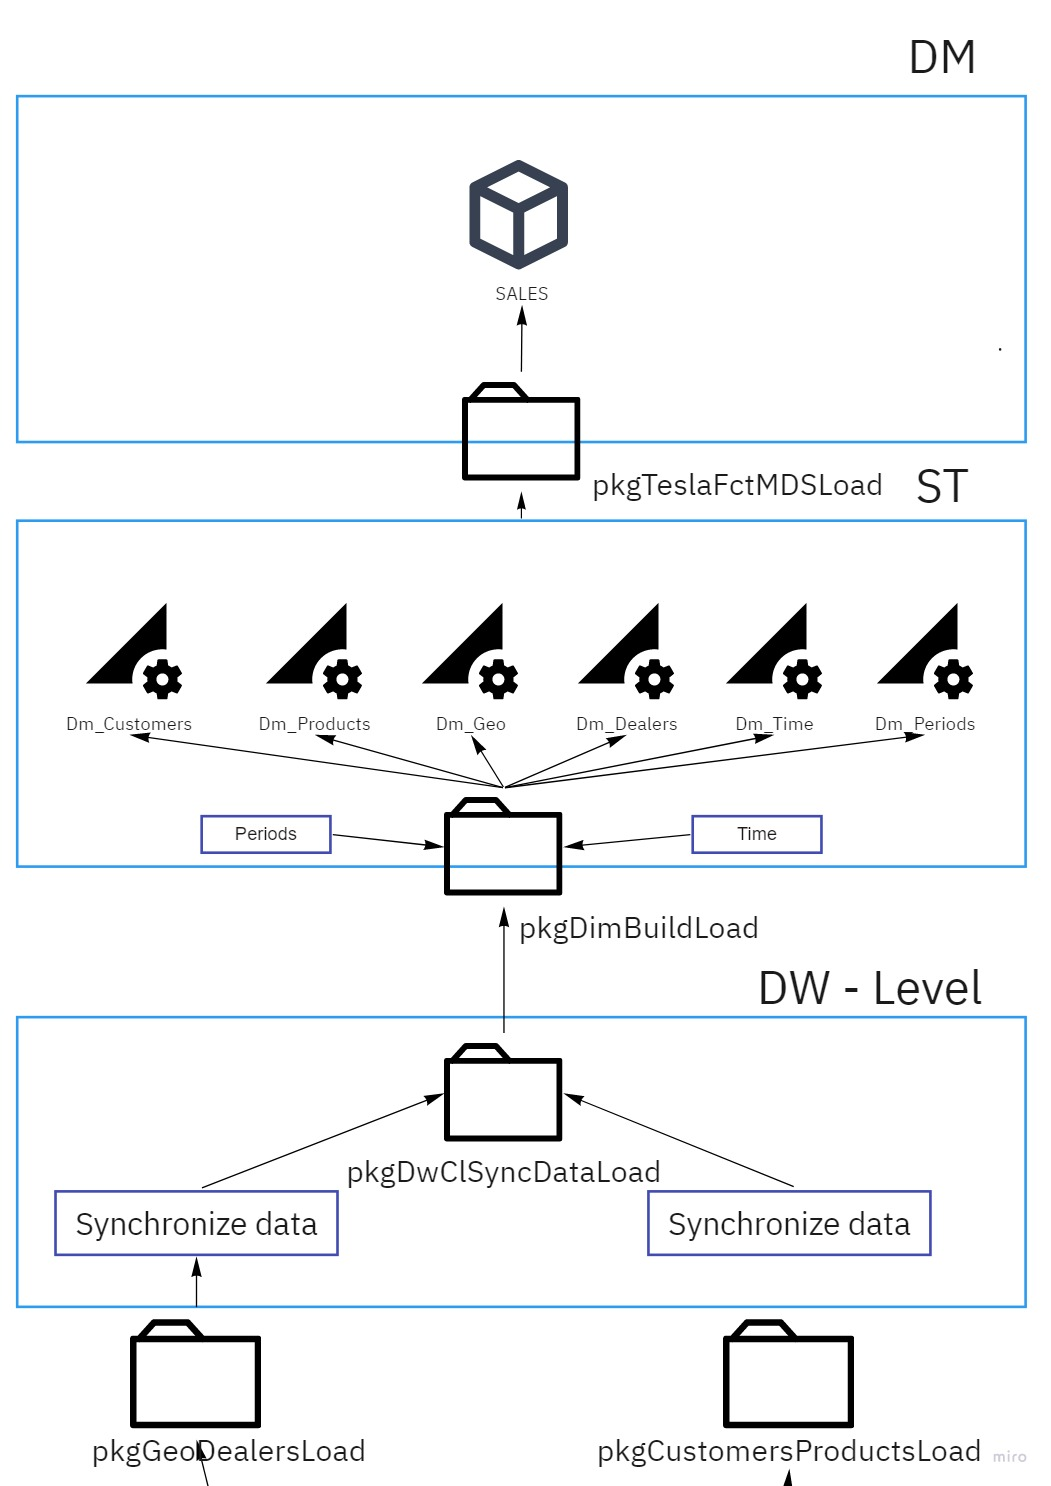 DM
SALES
pkgTeslaFctMDSLoad
ST
Dm_Customers
Dm_Products
Dm_Geo
Dm_Dealers
Dm_Time
Dm_Periods
Periods
Time
pkgDimBuildLoad
DW - Level
pkgDwClSyncDataLoad
Synchronize data
Synchronize data
pkgGeoDealersLoad
pkgCustomersProductsLoad
miro